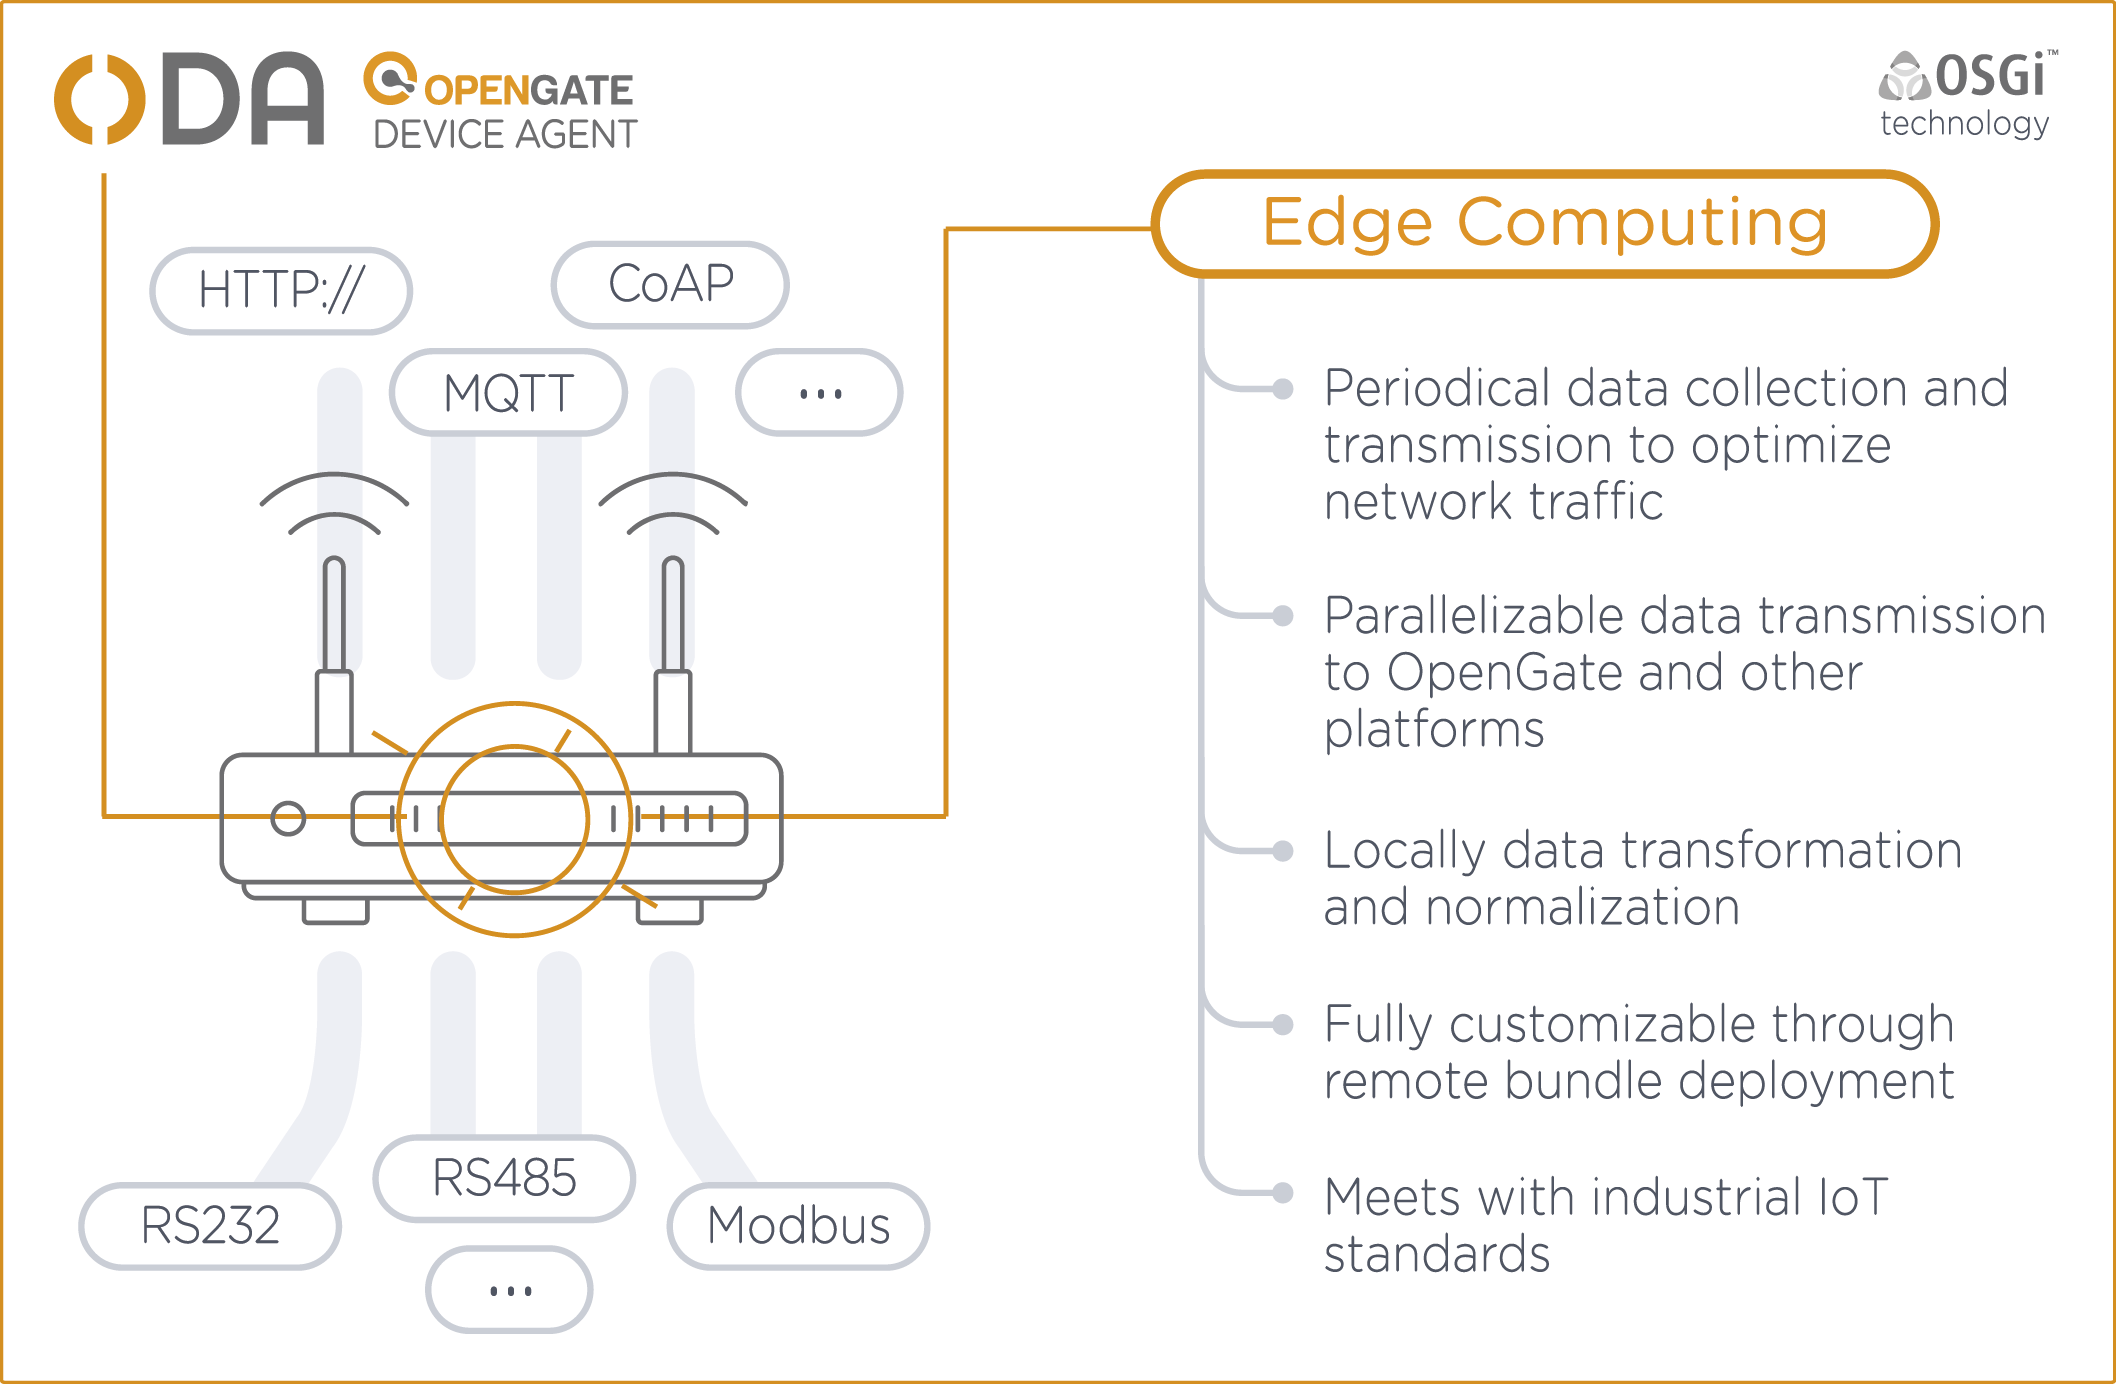 ODA
OPENGATE
DEVICE AGENT
OSGi™
technology
HTTP://
CoAP
MQTT
...
RS232
RS485
Modbus
...
Edge Computing
Periodical data collection and
transmission to optimize
network traffic
Parallelizable data transmission
to OpenGate and other
platforms
Locally data transformation
and normalization
Fully customizable through
remote bundle deployment
Meets with industrial IoT
standards